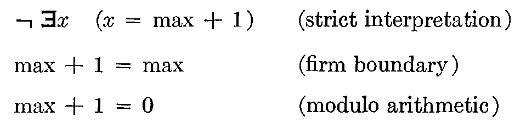 ¬ ∃x (x = max + 1) (strict interpretation)
max + 1 = max (firm boundary)
max + 1 = 0 (modulo arithmetic)